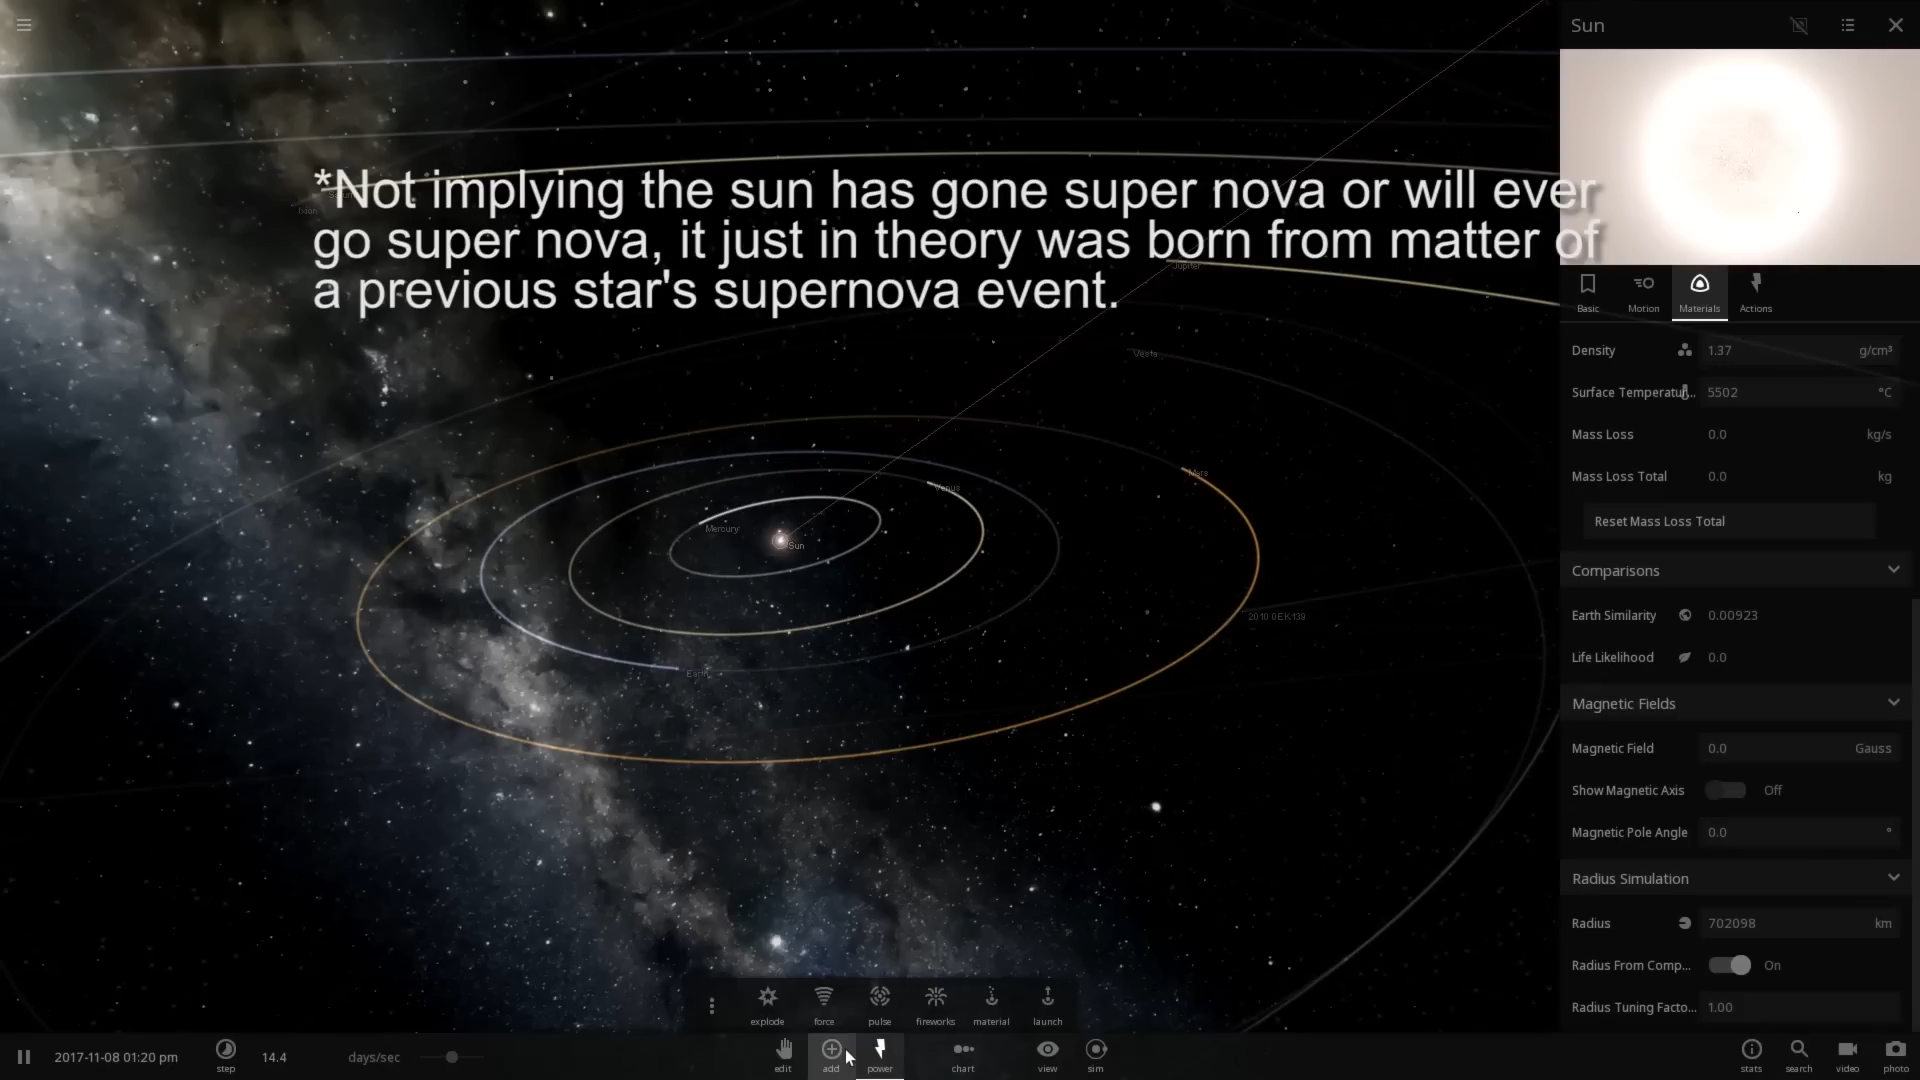 Sun
*Not implying the sun has gone super nova or will ever
go super nova, it just in theory was born from matter of
a previous star's supernova event.
Jupiter
Vesta
Mars
Venus
Mercury
Sun
2010 OEK139
Earth
Basic
Motion
Materials
Actions
Density 1.37 g/cm³
Surface Temperatur... 5502 °C
Mass Loss 0.0 kg/s
Mass Loss Total 0.0 kg
Reset Mass Loss Total
Comparisons
Earth Similarity 0.00923
Life Likelihood 0.0
Magnetic Fields
Magnetic Field 0.0 Gauss
Show Magnetic Axis Off
Magnetic Pole Angle 0.0 °
Radius Simulation
Radius 702098 km
Radius From Comp... On
Radius Tuning Facto... 1.00
explode
force
pulse
fireworks
material
launch
2017-11-08 01:20 pm
step
14.4 days/sec
edit
add
power
chart
view
sim
stats
search
video
photo